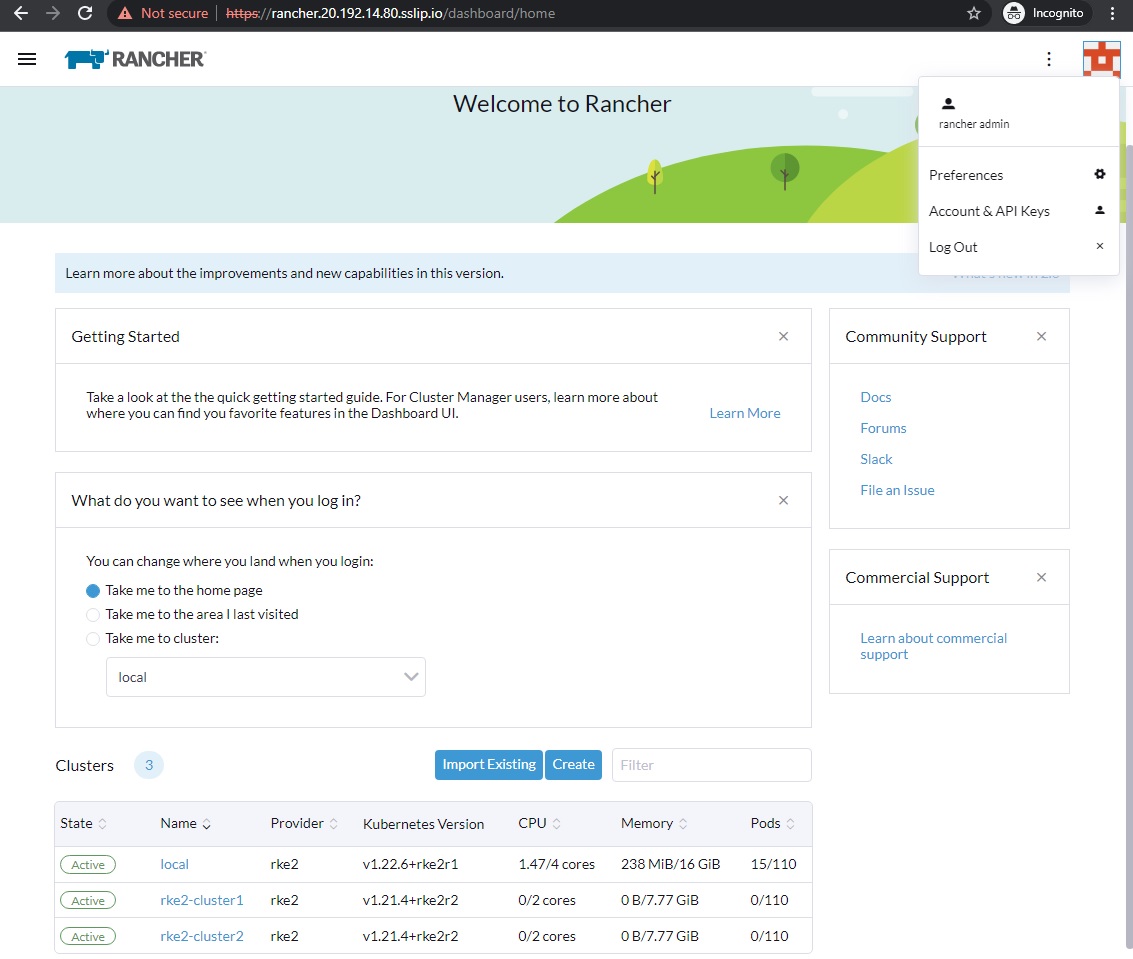 Not secure https://rancher.20.192.14.80.sslip.io/dashboard/home Incognito
RANCHER
Welcome to Rancher
rancher admin
Preferences
Account & API Keys
Log Out
Learn more about the improvements and new capabilities in this version.
Getting Started
Take a look at the the quick getting started guide. For Cluster Manager users, learn more about
where you can find you favorite features in the Dashboard UI.
Learn More
What do you want to see when you log in?
You can change where you land when you login:
Take me to the home page
Take me to the area I last visited
Take me to cluster:
local
Community Support
Docs
Forums
Slack
File an Issue
Commercial Support
Learn about commercial
support
Clusters 3 Import Existing Create Filter
State Name Provider Kubernetes Version CPU Memory Pods
Active local rke2 v1.22.6+rke2r1 1.47/4 cores 238 MiB/16 GiB 15/110
Active rke2-cluster1 rke2 v1.21.4+rke2r2 0/2 cores 0 B/7.77 GiB 0/110
Active rke2-cluster2 rke2 v1.21.4+rke2r2 0/2 cores 0 B/7.77 GiB 0/110